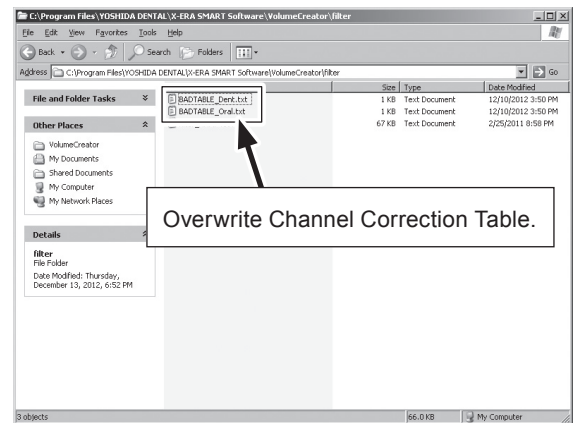 C:\Program Files\YOSHIDA DENTAL\X-ERA SMART Software\VolumeCreator\filter
File Edit View Favorites Tools Help
Back Search Folders
Address C:\Program Files\YOSHIDA DENTAL\X-ERA SMART Software\VolumeCreator\filter Go
Size Type Date Modified
File and Folder Tasks
BADTABLE_Dent.txt 1 KB Text Document 12/10/2012 3:50 PM
BADTABLE_Oral.txt 1 KB Text Document 12/10/2012 3:50 PM
67 KB Text Document 2/25/2011 8:58 PM
Other Places
VolumeCreator
My Documents
Shared Documents
My Computer
My Network Places
Overwrite Channel Correction Table.
Details
filter
File Folder
Date Modified: Thursday,
December 13, 2012, 6:52 PM
3 objects 66.0 KB My Computer